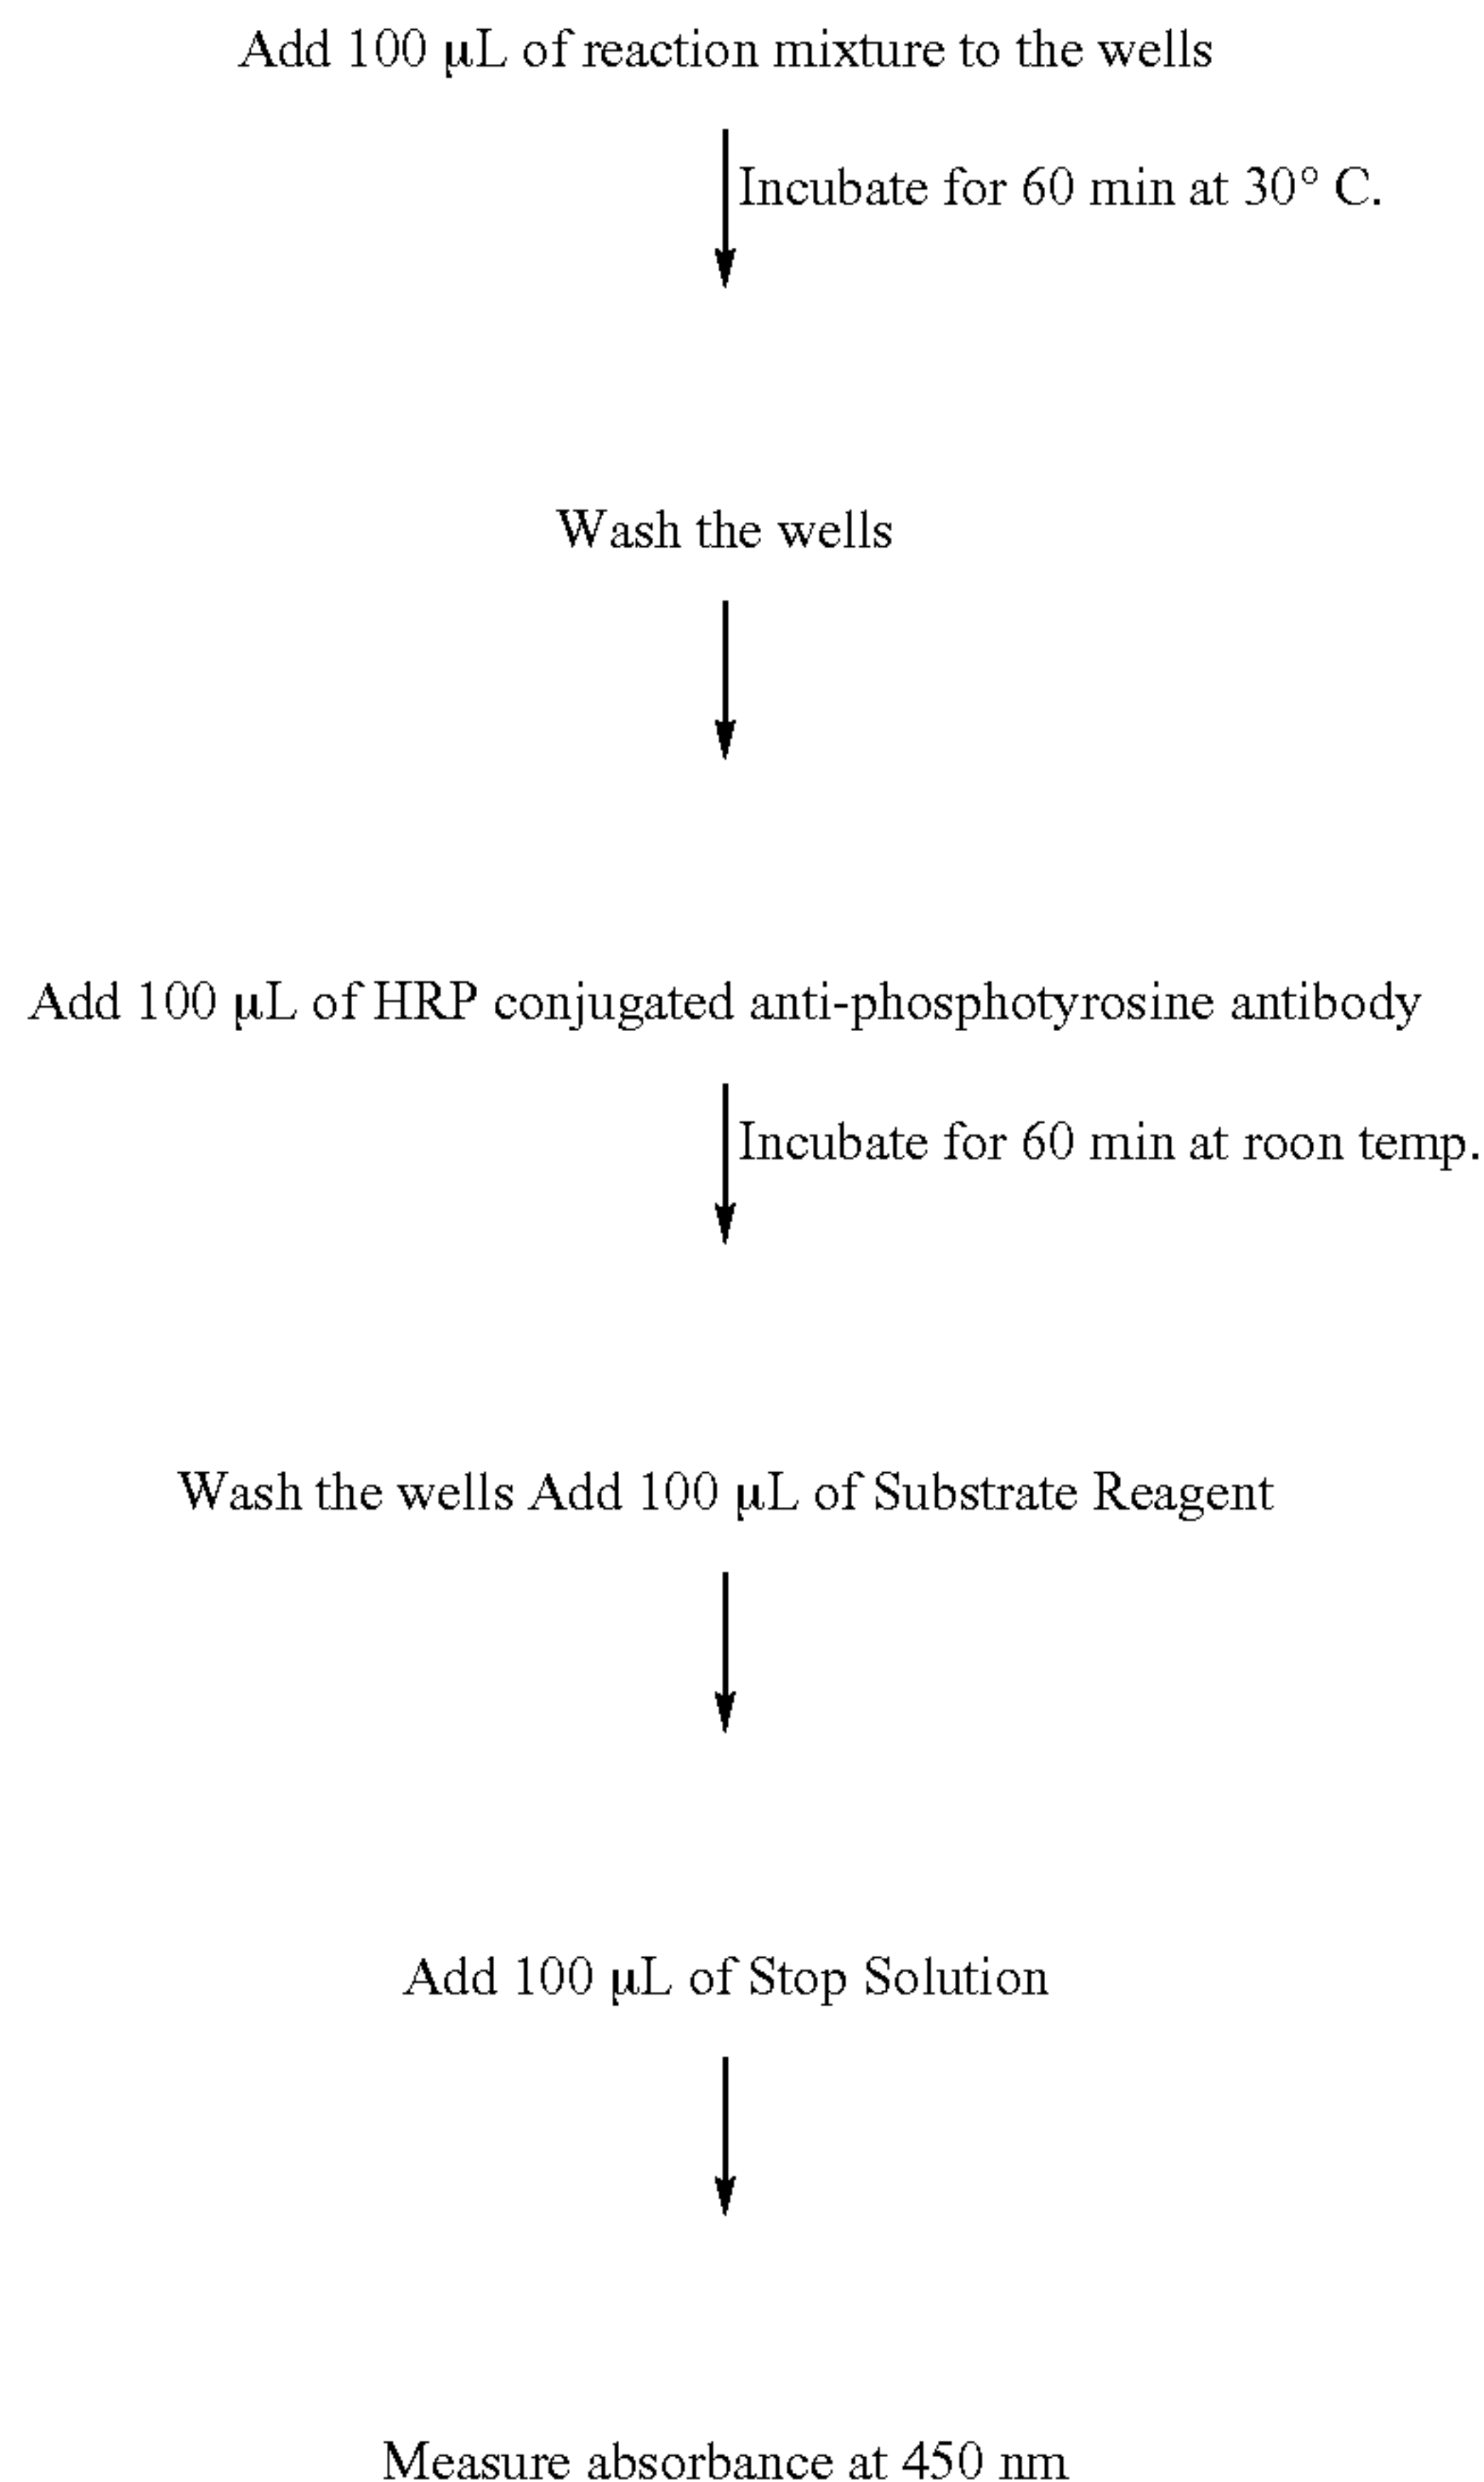 Add 100 μL of reaction mixture to the wells
Incubate for 60 min at 30° C.
Wash the wells
Add 100 μL of HRP conjugated anti-phosphotyrosine antibody
Incubate for 60 min at roon temp.
Wash the wells Add 100 μL of Substrate Reagent
Add 100 μL of Stop Solution
Measure absorbance at 450 nm